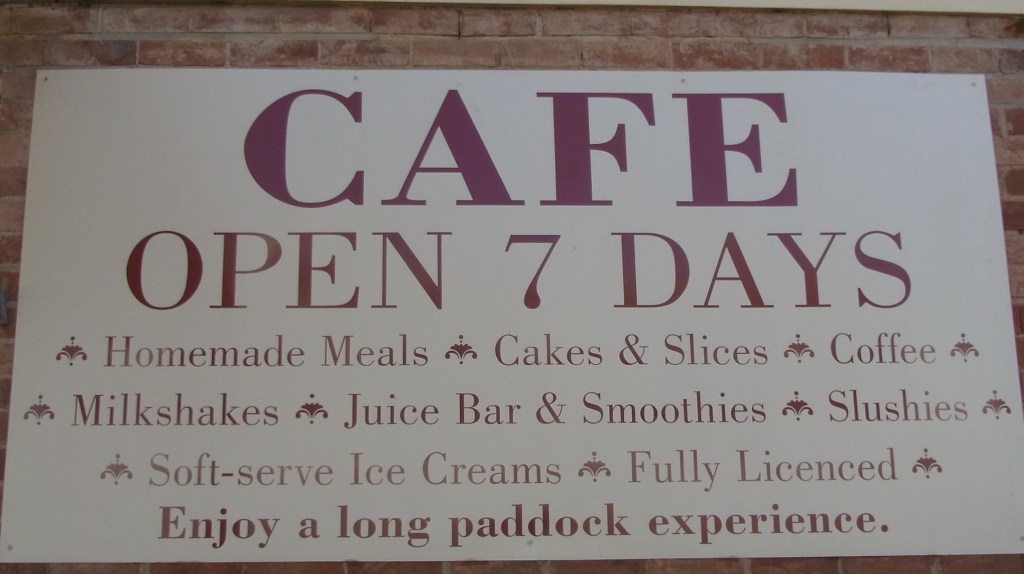 CAFE
OPEN 7 DAYS
Homemade Meals Cakes & Slices Coffee
Milkshakes Juice Bar & Smoothies Slushies
Soft-serve Ice Creams Fully Licenced
Enjoy a long paddock experience.